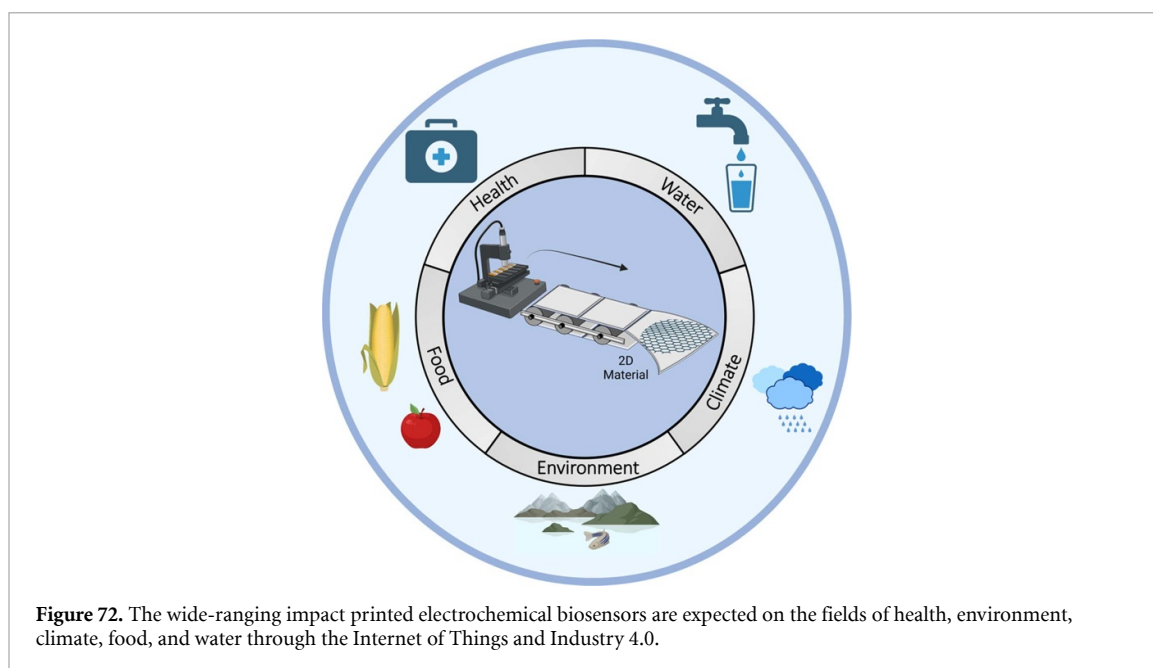 Health
Water
Food
Climate
2D
Material
Environment
Figure 72. The wide-ranging impact printed electrochemical biosensors are expected on the fields of health, environment,
climate, food, and water through the Internet of Things and Industry 4.0.